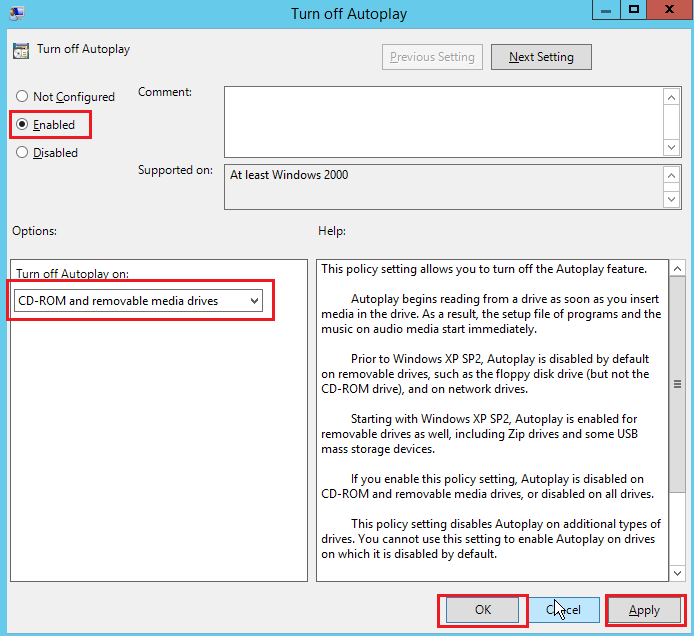 Turn off Autoplay
Turn off Autoplay
Previous Setting
Next Setting
Not Configured
Enabled
Disabled
Comment:
Supported on:
At least Windows 2000
Options:
Help:
Turn off Autoplay on:
CD-ROM and removable media drives
This policy setting allows you to turn off the Autoplay feature.
Autoplay begins reading from a drive as soon as you insert
media in the drive. As a result, the setup file of programs and the
music on audio media start immediately.
Prior to Windows XP SP2, Autoplay is disabled by default
on removable drives, such as the floppy disk drive (but not the
CD-ROM drive), and on network drives.
Starting with Windows XP SP2, Autoplay is enabled for
removable drives as well, including Zip drives and some USB
mass storage devices.
If you enable this policy setting, Autoplay is disabled on
CD-ROM and removable media drives, or disabled on all drives.
This policy setting disables Autoplay on additional types of
drives. You cannot use this setting to enable Autoplay on drives
on which it is disabled by default.
OK
Cancel
Apply